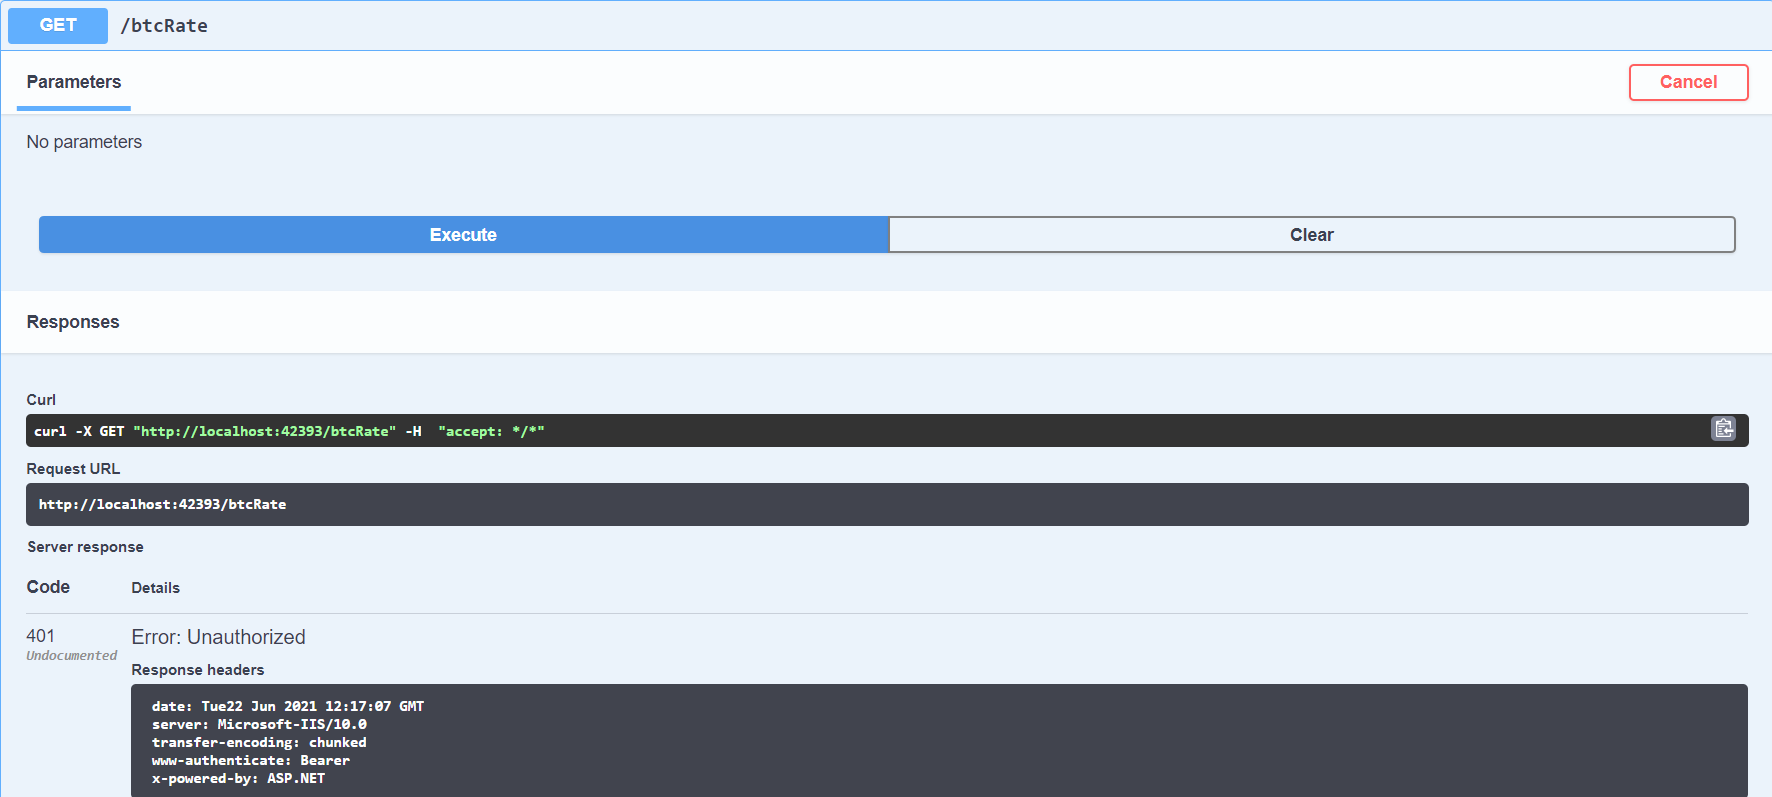 GET /btcRate
Parameters
Cancel
No parameters
Execute
Clear
Responses
Curl
curl -X GET "http://localhost:42393/btcRate" -H  "accept: */*"
Request URL
http://localhost:42393/btcRate
Server response
Code Details
401 Error: Unauthorized
Undocumented
Response headers
date: Tue22 Jun 2021 12:17:07 GMT
server: Microsoft-IIS/10.0
transfer-encoding: chunked
www-authenticate: Bearer
x-powered-by: ASP.NET